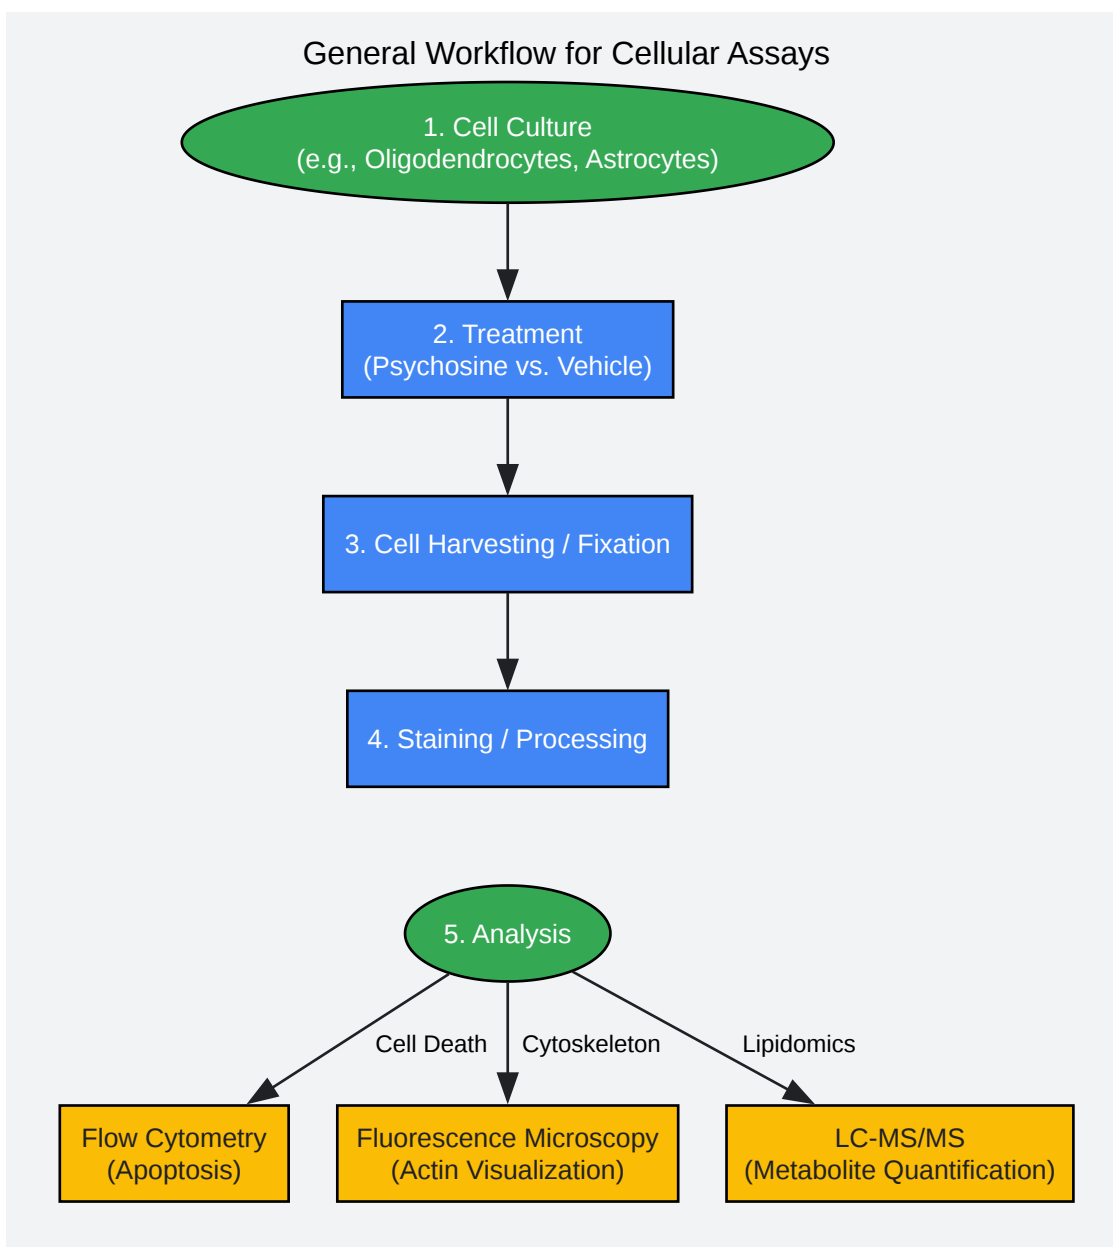 General Workflow for Cellular Assays
1. Cell Culture
(e.g., Oligodendrocytes, Astrocytes)
2. Treatment
(Psychosine vs. Vehicle)
3. Cell Harvesting / Fixation
4. Staining / Processing
5. Analysis
Cell Death
Cytoskeleton
Lipidomics
Flow Cytometry
(Apoptosis)
Fluorescence Microscopy
(Actin Visualization)
LC-MS/MS
(Metabolite Quantification)